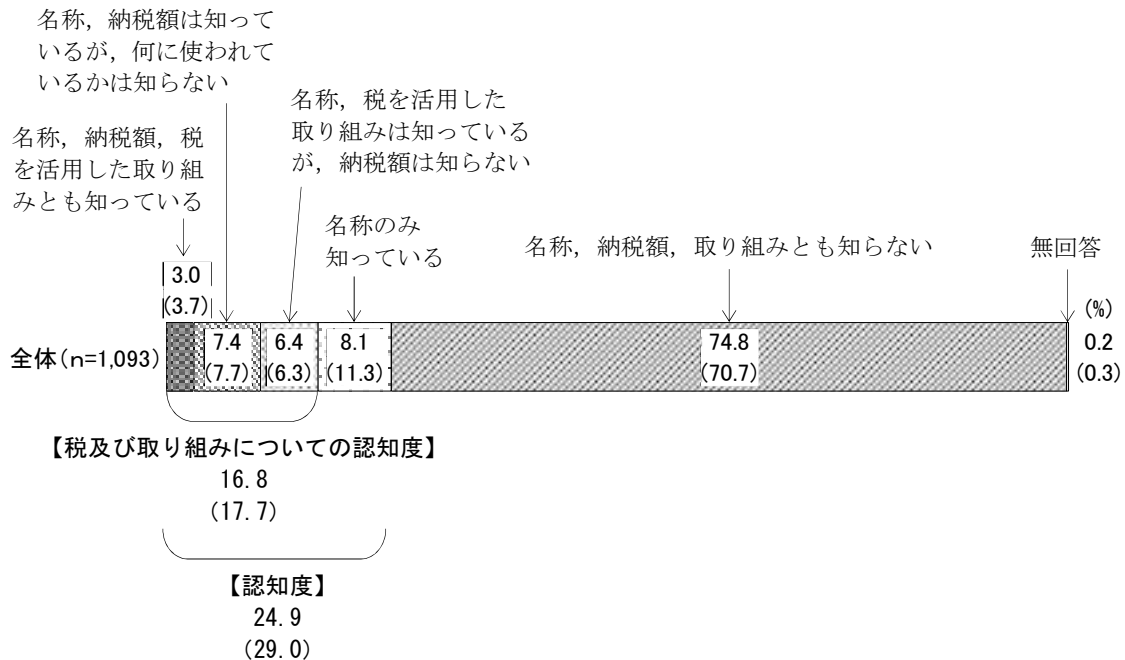 名称，納税額は知って
いるが，何に使われて
いるかは知らない
名称，税を活用した
取り組みは知っている
が，納税額は知らない
名称，納税額，税
を活用した取り組
みとも知っている
名称のみ
知っている
名称，納税額，取り組みとも知らない
無回答
3.0
(3.7)
(%)
全体(n=1,093)
7.4
(7.7)
6.4
(6.3)
8.1
(11.3)
74.8
(70.7)
0.2
(0.3)
【税及び取り組みについての認知度】
16.8
(17.7)
【認知度】
24.9
(29.0)